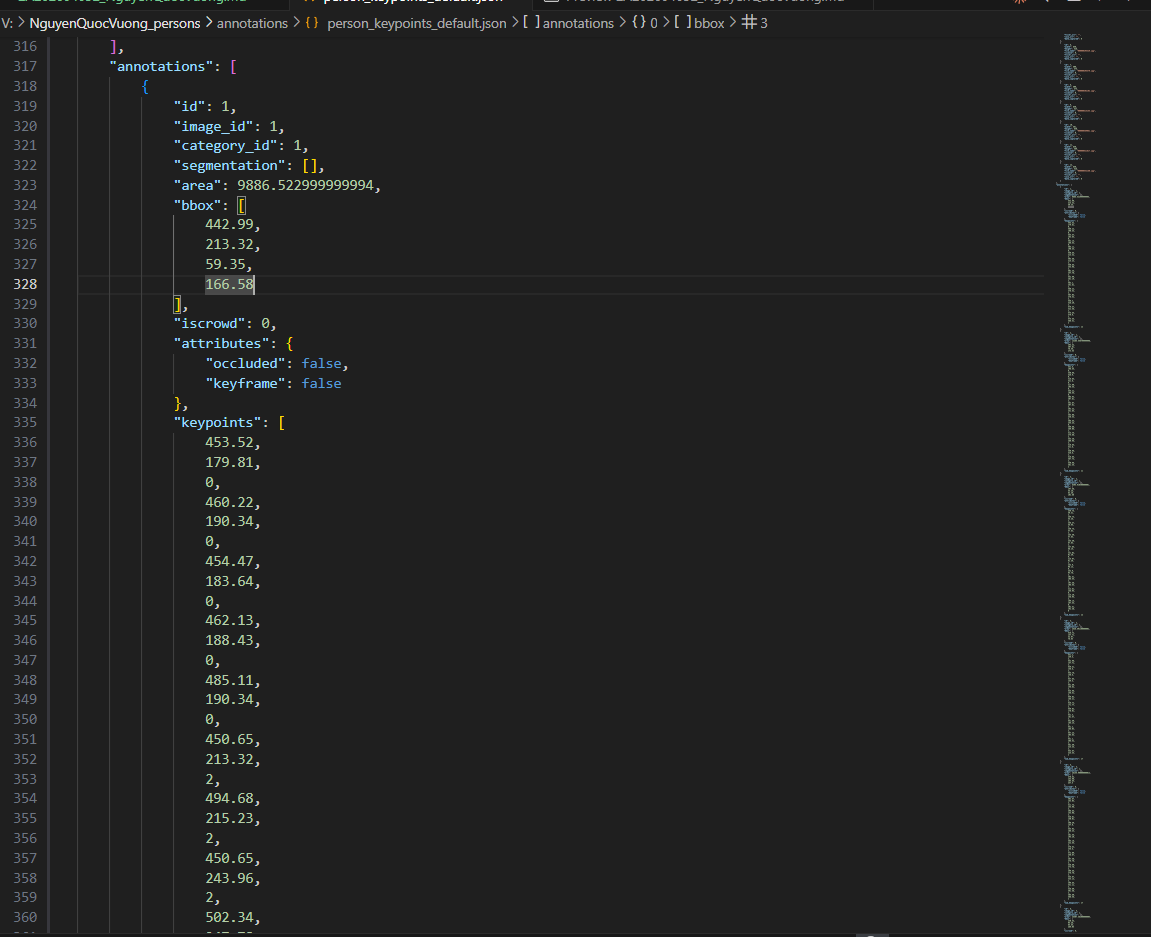 V: > NguyenQuocVuong_persons > annotations > {} person_keypoints_default.json > [ ] annotations > {} 0 > [ ] bbox > # 3
316 ],
317 "annotations": [
318 {
319 "id": 1,
320 "image_id": 1,
321 "category_id": 1,
322 "segmentation": [],
323 "area": 9886.522999999994,
324 "bbox": [
325 442.99,
326 213.32,
327 59.35,
328 166.58
329 ],
330 "iscrowd": 0,
331 "attributes": {
332 "occluded": false,
333 "keyframe": false
334 },
335 "keypoints": [
336 453.52,
337 179.81,
338 0,
339 460.22,
340 190.34,
341 0,
342 454.47,
343 183.64,
344 0,
345 462.13,
346 188.43,
347 0,
348 485.11,
349 190.34,
350 0,
351 450.65,
352 213.32,
353 2,
354 494.68,
355 215.23,
356 2,
357 450.65,
358 243.96,
359 2,
360 502.34,